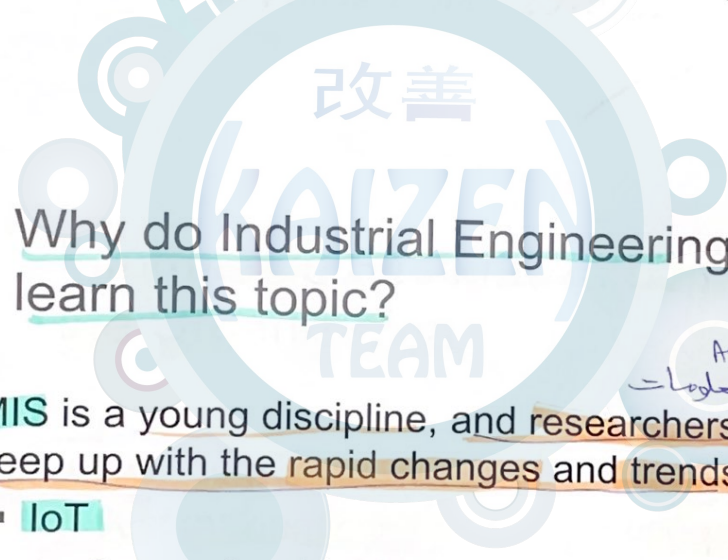 改善
KAIZEN
TEAM
Why do Industrial Engineering
learn this topic?
MIS is a young discipline, and researchers
eep up with the rapid changes and trends
▪ IoT